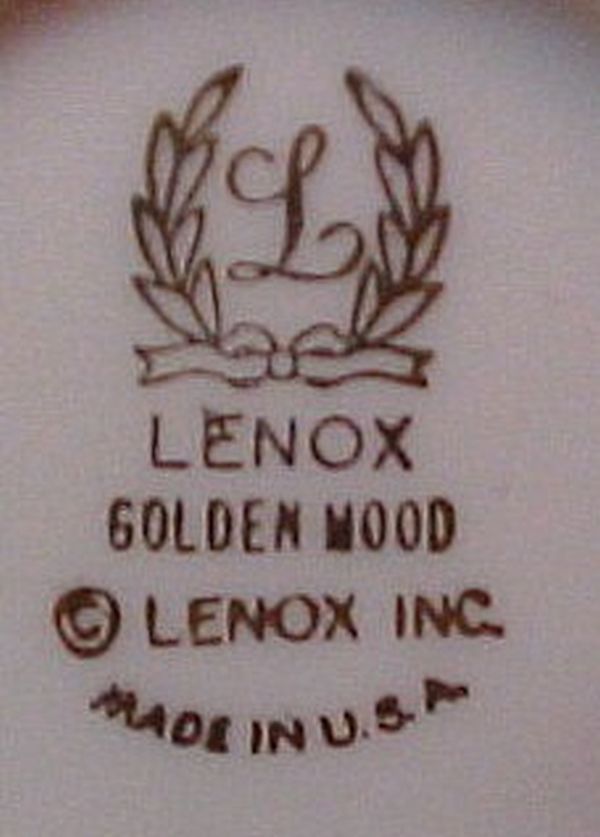 L
LENOX
GOLDEN MOOD
© LENOX INC.
MADE IN U.S.A.